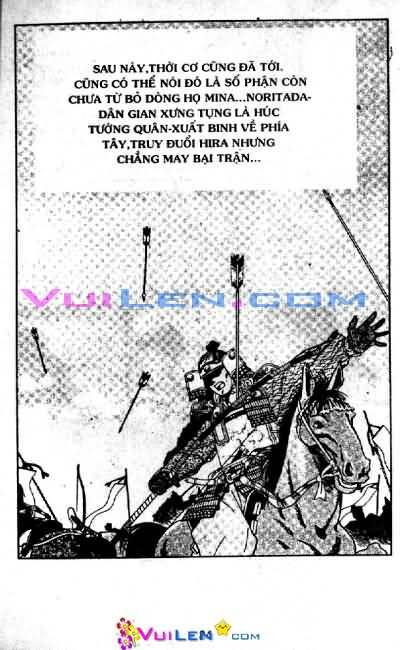 SAU NÀY,THỜI CƠ CŨNG ĐÃ TỚI.
CŨNG CÓ THỂ NÓI ĐÓ LÀ SỐ PHẬN CÒN
CHƯA TỪ BỎ DÒNG HỌ MINA...NORITADA-
DÂN GIAN XƯNG TỤNG LÀ HÚC
TƯỚNG QUÂN-XUẤT BINH VỀ PHÍA
TÂY,TRUY ĐUỔI HIRA NHƯNG
CHẲNG MAY BẠI TRẬN...
VUILEN.COM
VUILEN.COM